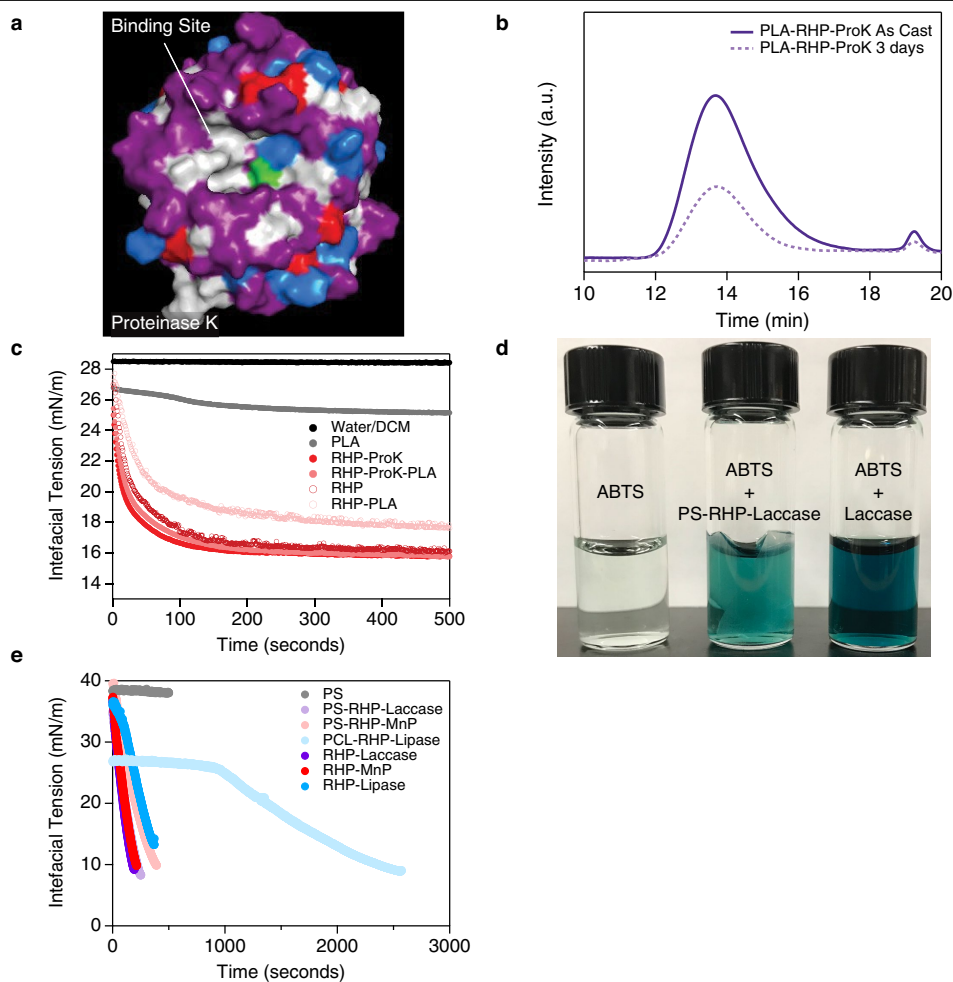 a
Binding Site
Proteinase K
b
PLA-RHP-ProK As Cast
PLA-RHP-ProK 3 days
Intensity (a.u.)
10 12 14 16 18 20
Time (min)
c
28
26
24
22
20
18
16
14
Intefacial Tension (mN/m)
Water/DCM
PLA
RHP-ProK
RHP-ProK-PLA
RHP
RHP-PLA
0 100 200 300 400 500
Time (seconds)
d
ABTS
ABTS
+
PS-RHP-Laccase
ABTS
+
Laccase
e
40
30
20
10
0
Intefacial Tension (mN/m)
PS
PS-RHP-Laccase
PS-RHP-MnP
PCL-RHP-Lipase
RHP-Laccase
RHP-MnP
RHP-Lipase
0 1000 2000 3000
Time (seconds)